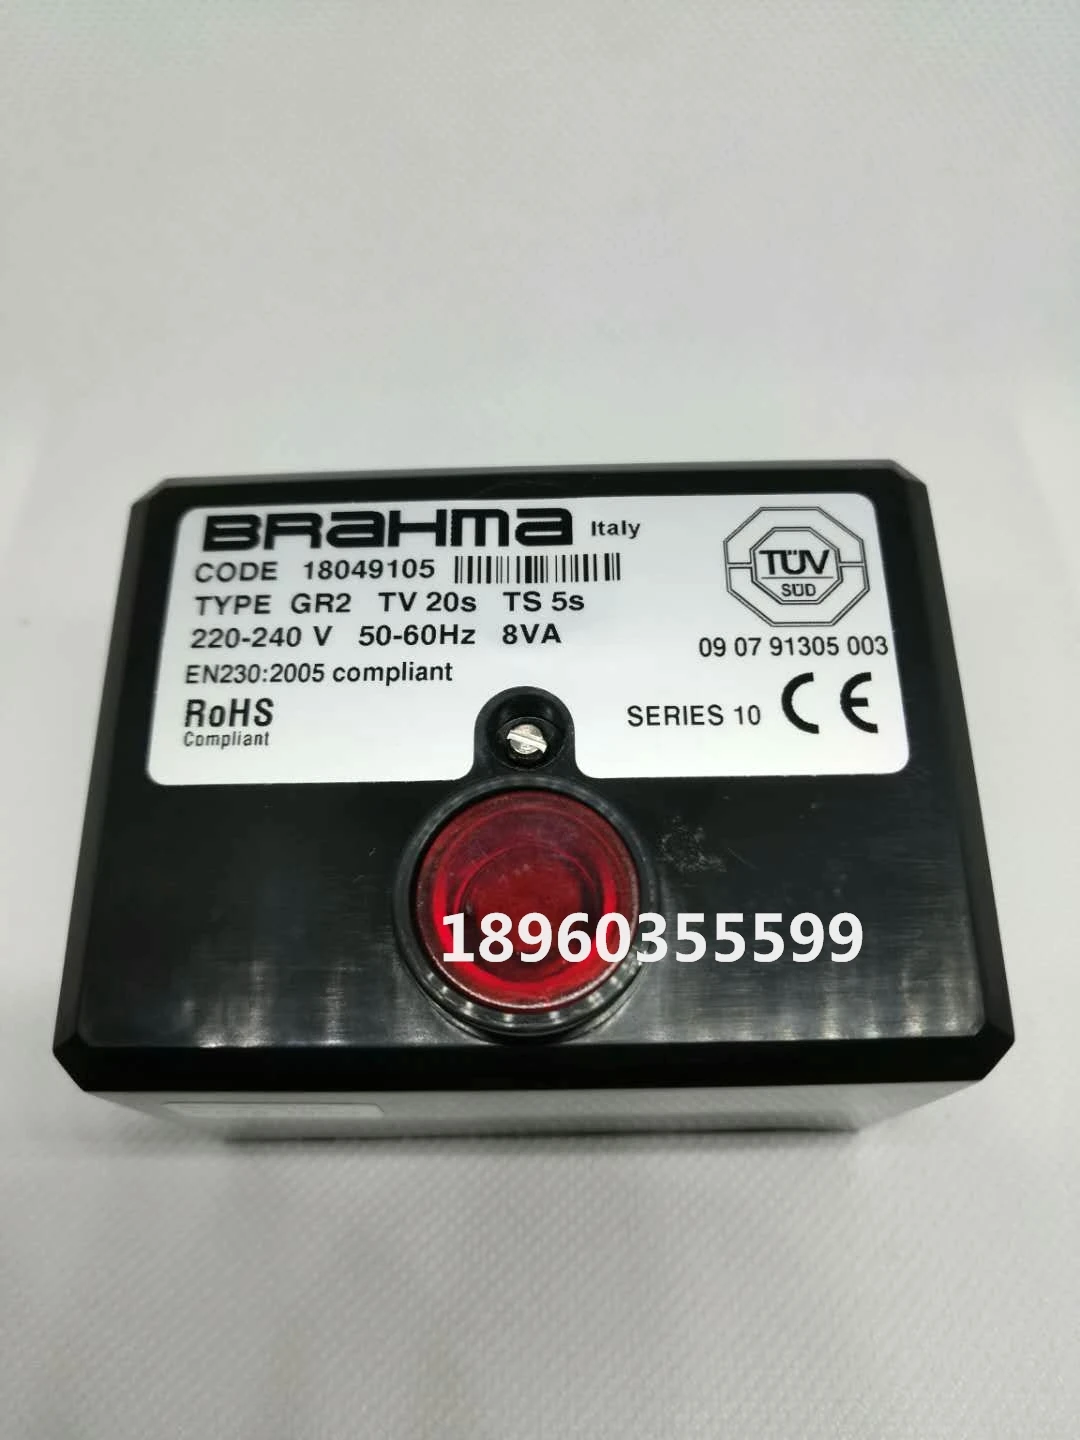 BRAHMA Italy
CODE 18049105
TYPE GR2 TV 20s TS 5s
220-240 V 50-60Hz 8VA
EN230:2005 compliant
RoHS
Compliant
TÜV
SÜD
09 07 91305 003
SERIES 10 CE
18960355599